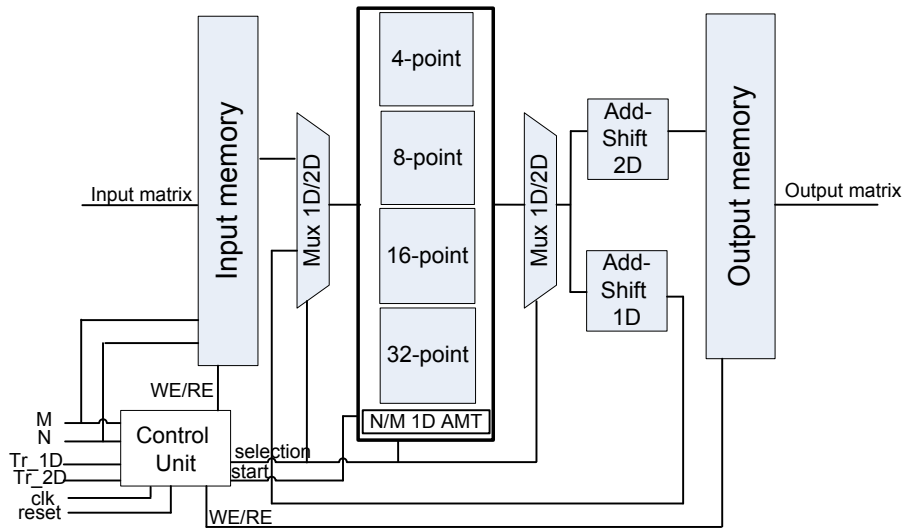 Input matrix
Input memory
Mux 1D/2D
4-point
8-point
16-point
32-point
N/M 1D AMT
Mux 1D/2D
Add-
Shift
2D
Add-
Shift
1D
Output memory
Output matrix
WE/RE
M
N
Tr_1D
Tr_2D
clk
reset
Control
Unit
selection
start
WE/RE